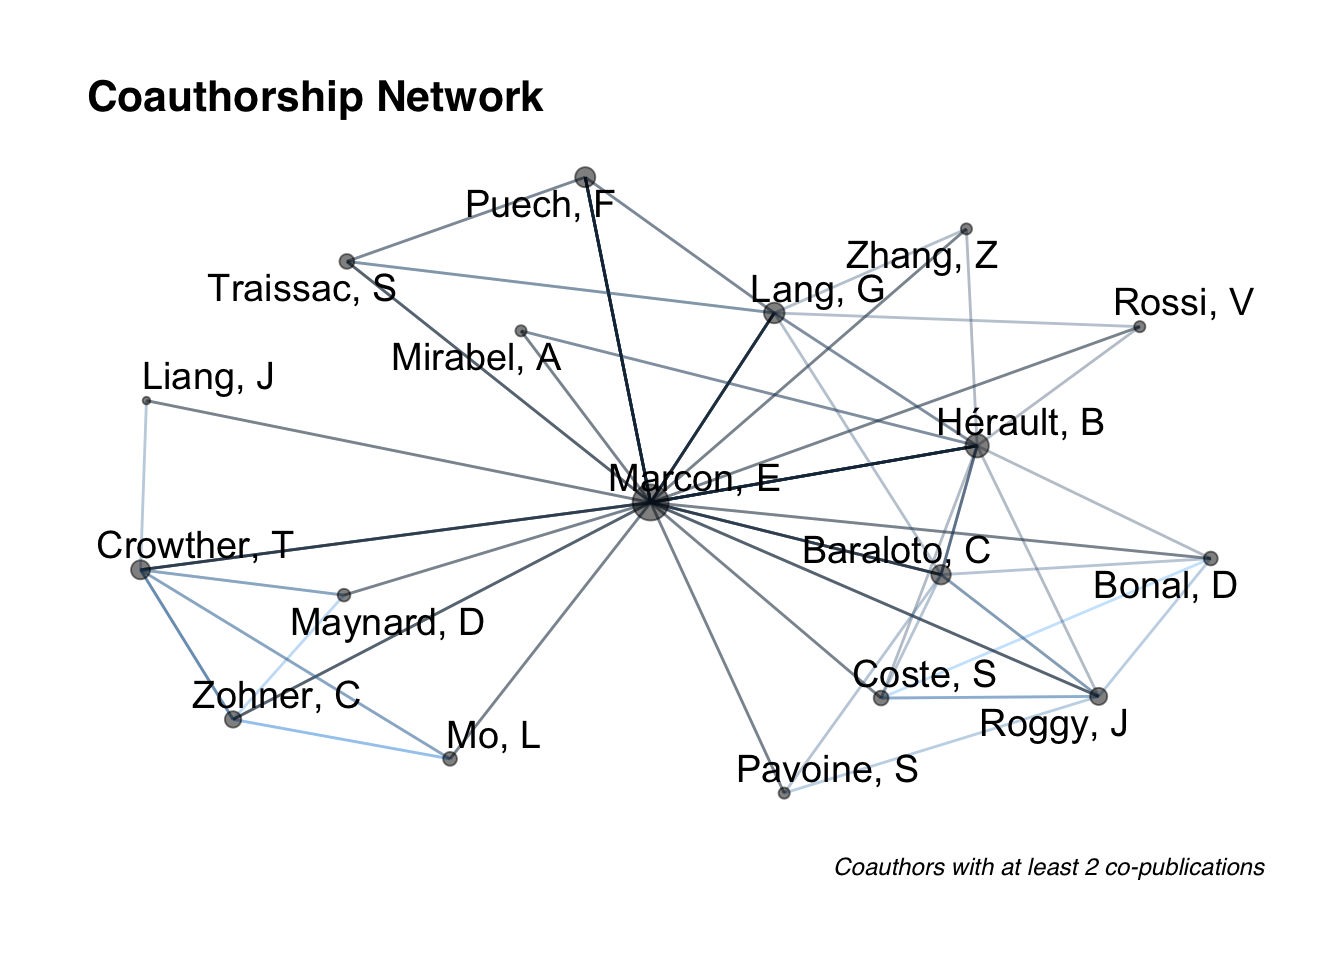 Coauthorship Network
Puech, F
Zhang, Z
Traissac, S
Lang, G
Rossi, V
Mirabel, A
Liang, J
Hérault, B
Marcon, E
Crowther, T
Baraloto, C
Bonal, D
Maynard, D
Coste, S
Zohner, C
Roggy, J
Mo, L
Pavoine, S
Coauthors with at least 2 co-publications